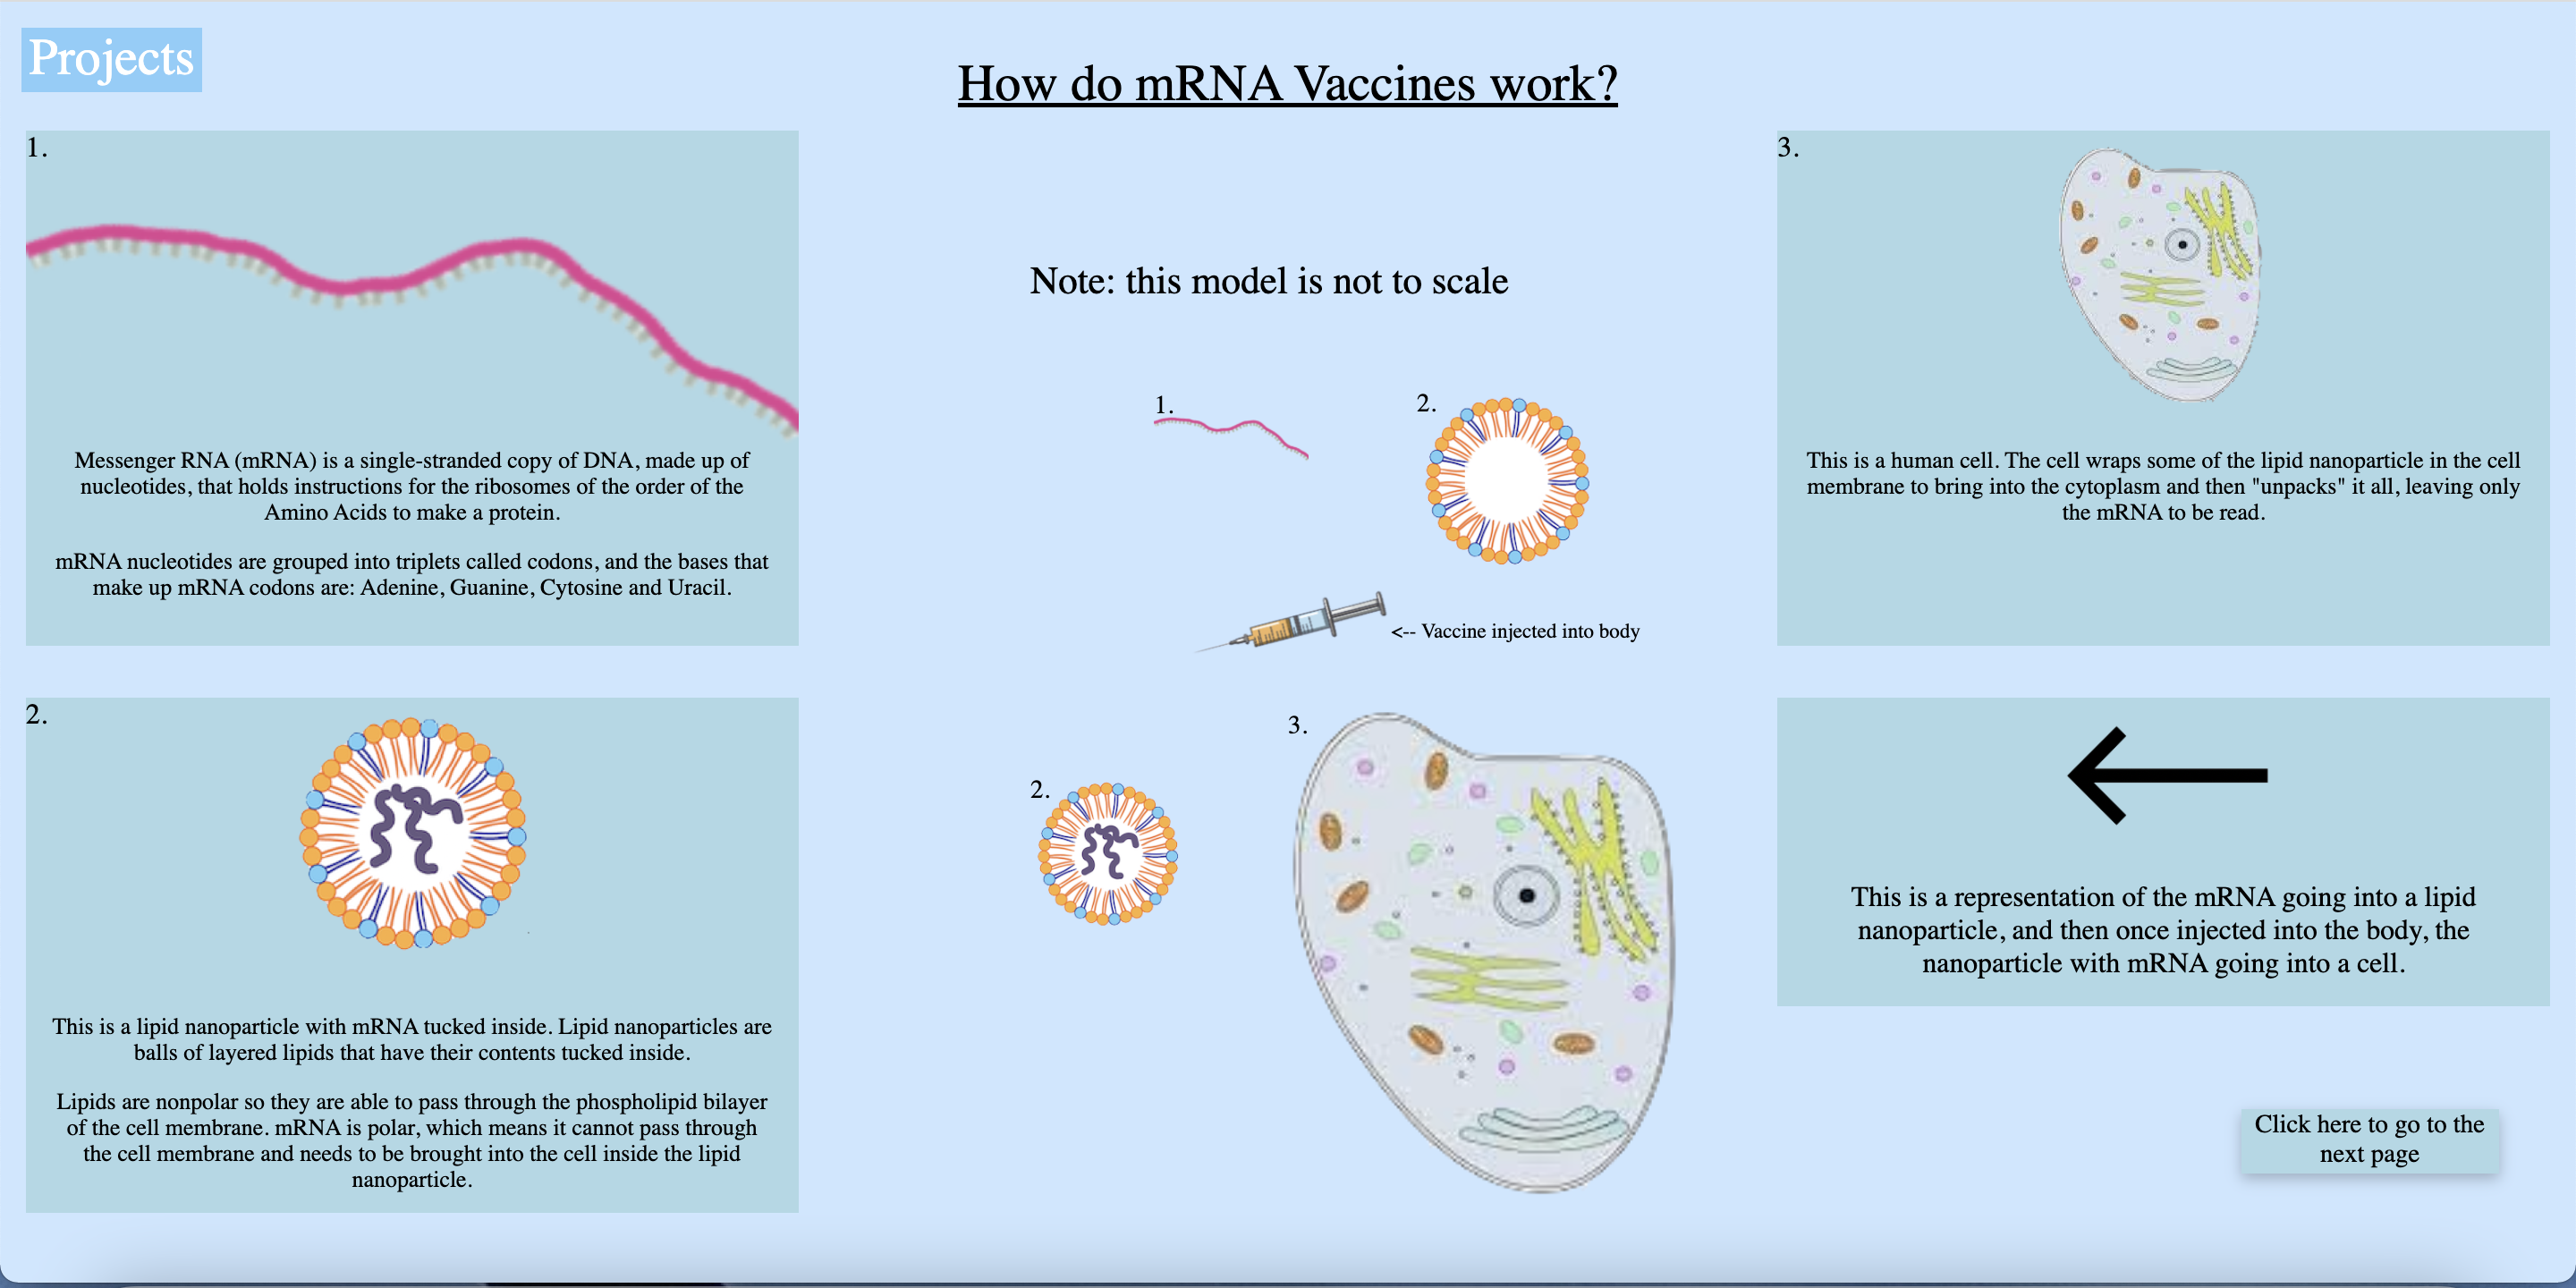 Projects
How do mRNA Vaccines work?
1.
Messenger RNA (mRNA) is a single-stranded copy of DNA, made up of
nucleotides, that holds instructions for the ribosomes of the order of the
Amino Acids to make a protein.
mRNA nucleotides are grouped into triplets called codons, and the bases that
make up mRNA codons are: Adenine, Guanine, Cytosine and Uracil.
2.
This is a lipid nanoparticle with mRNA tucked inside. Lipid nanoparticles are
balls of layered lipids that have their contents tucked inside.
Lipids are nonpolar so they are able to pass through the phospholipid bilayer
of the cell membrane. mRNA is polar, which means it cannot pass through
the cell membrane and needs to be brought into the cell inside the lipid
nanoparticle.
Note: this model is not to scale
1.
2.
<-- Vaccine injected into body
2.
3.
3.
This is a human cell. The cell wraps some of the lipid nanoparticle in the cell
membrane to bring into the cytoplasm and then "unpacks" it all, leaving only
the mRNA to be read.
This is a representation of the mRNA going into a lipid
nanoparticle, and then once injected into the body, the
nanoparticle with mRNA going into a cell.
Click here to go to the
next page